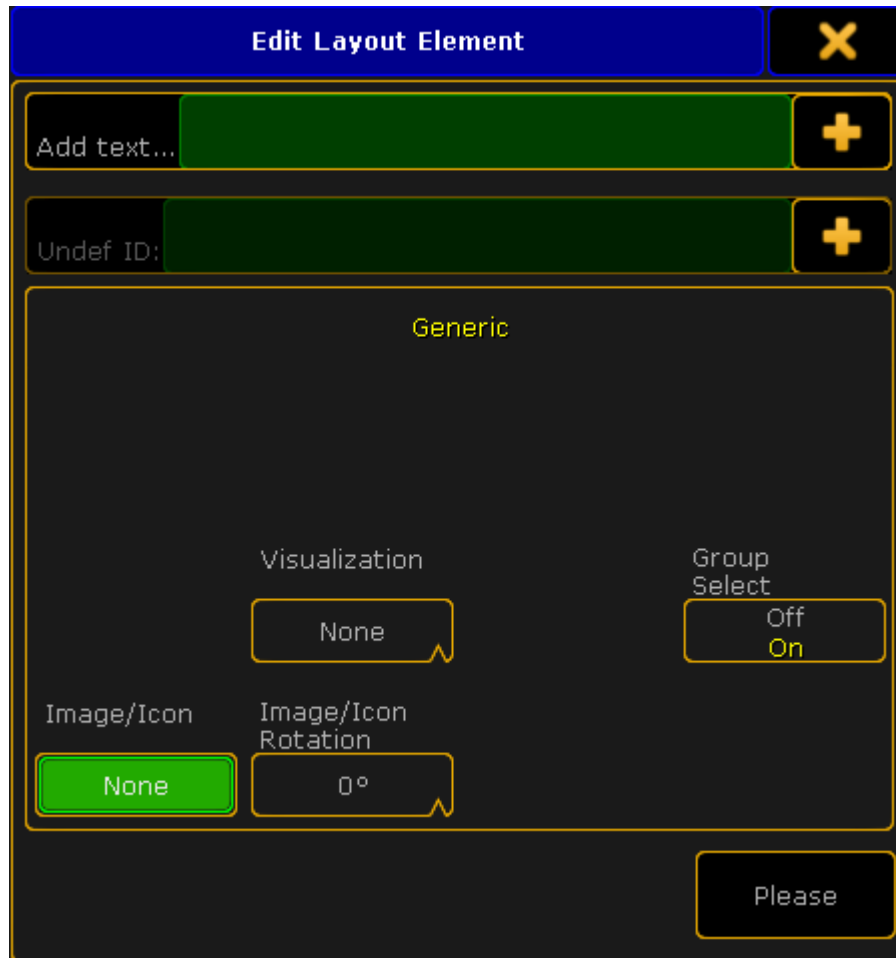 Edit Layout Element
Add text...
Undef ID:
Generic
Visualization
Group
Select
None
Off
On
Image/Icon
Image/Icon
Rotation
None
0°
Please